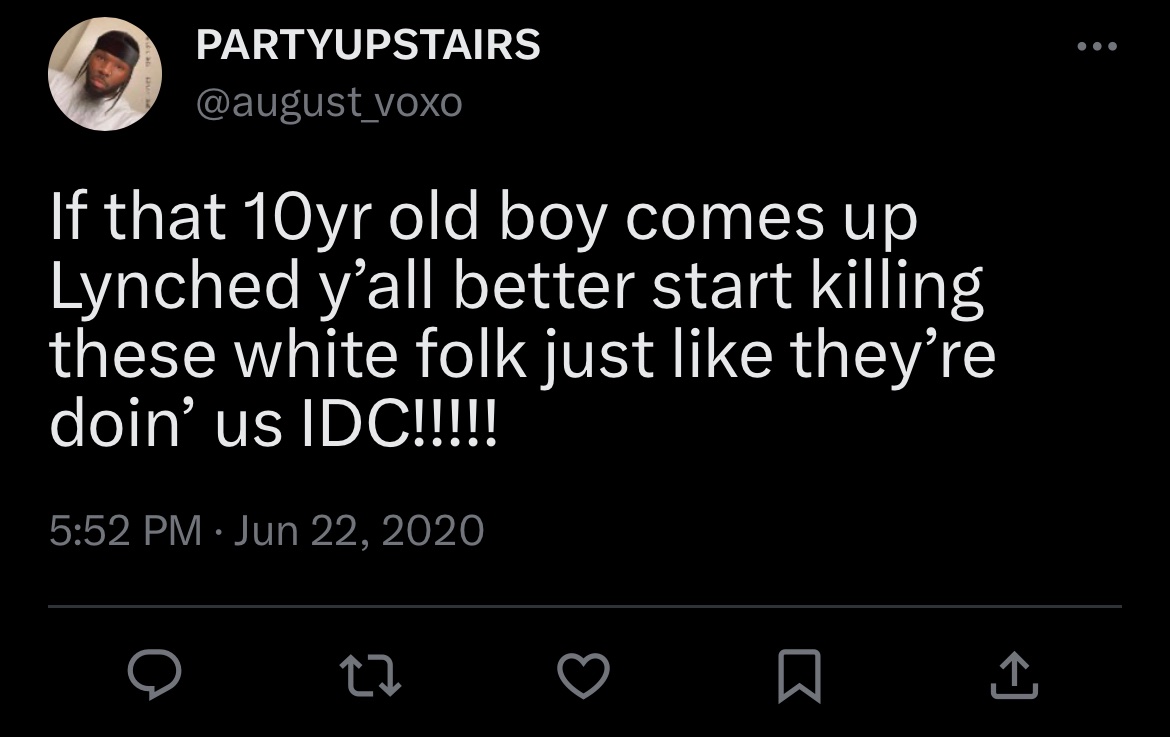 PARTYUPSTAIRS
@august_voxo
If that 10yr old boy comes up
Lynched y’all better start killing
these white folk just like they’re
doin’ us IDC!!!!!
5:52 PM · Jun 22, 2020